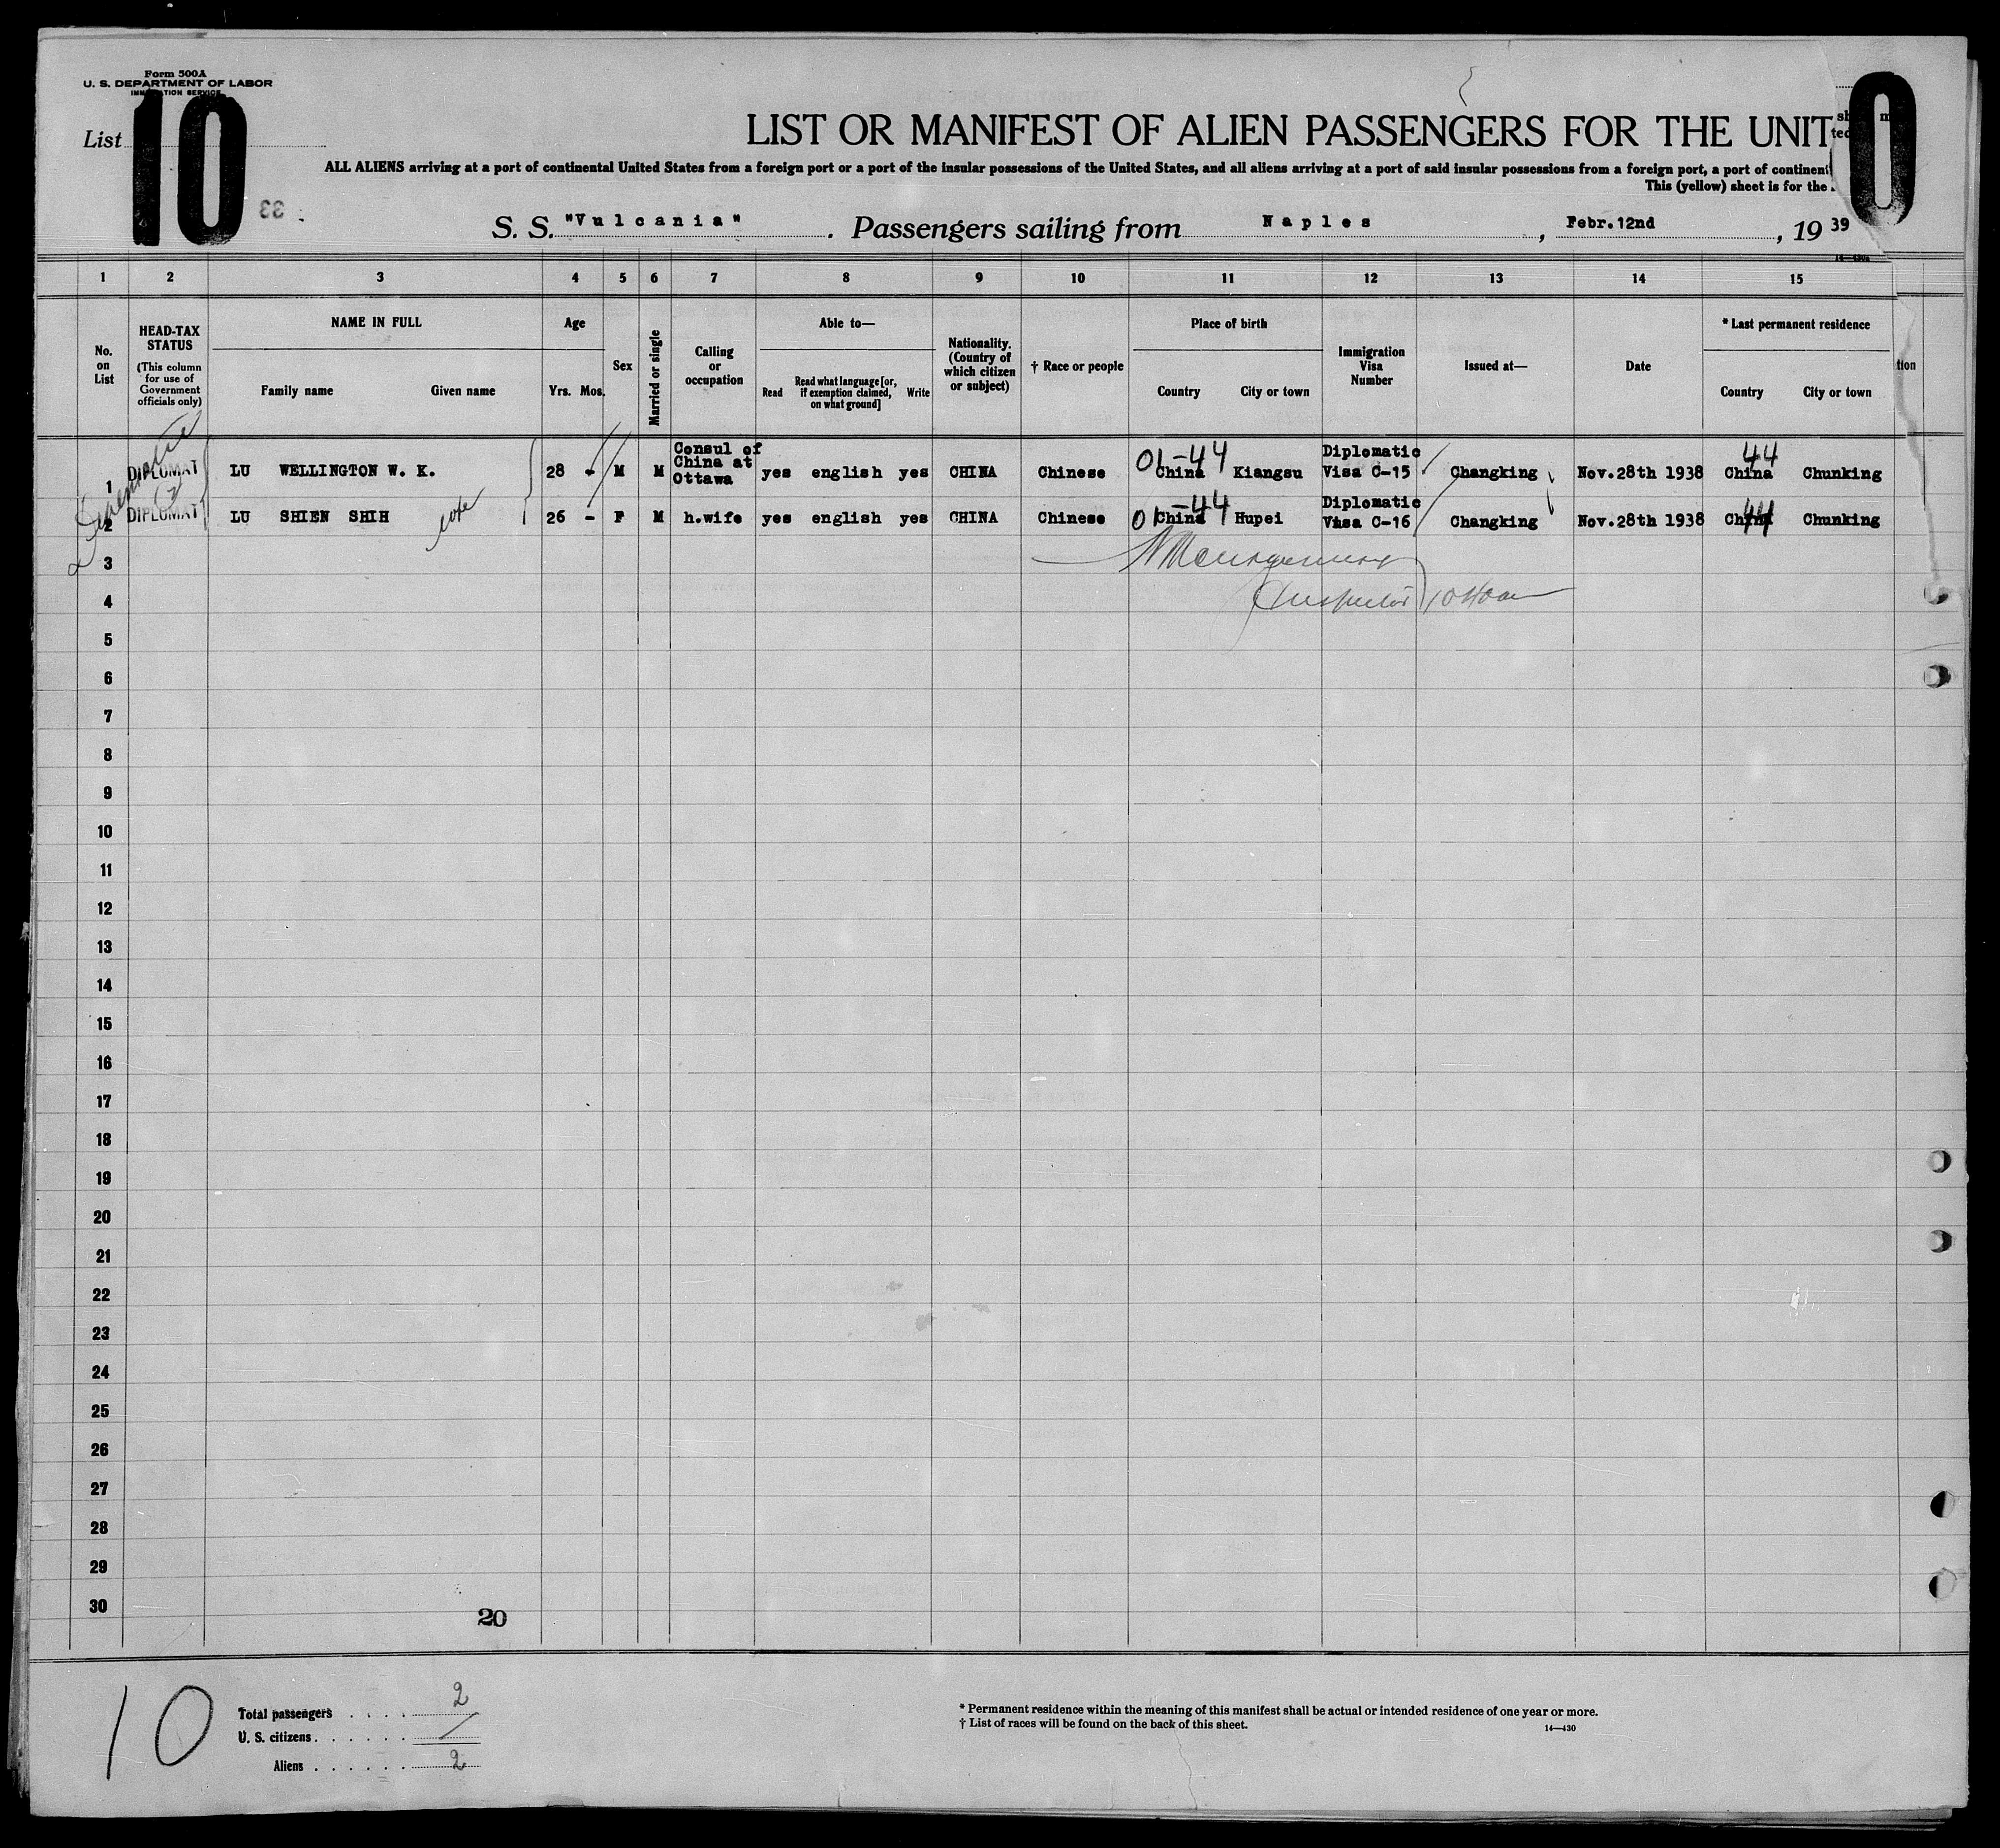 Form 500A
U. S. DEPARTMENT OF LABOR
IMMIGRATION SERVICE
List 10
0
LIST OR MANIFEST OF ALIEN PASSENGERS FOR THE UNIT
ALL ALIENS arriving at a port of continental United States from a foreign port or a port of the insular possessions of the United States, and all aliens arriving at a port of said insular possessions from a foreign port, a port of continent
This (yellow) sheet is for the
33
S. S. "Vulcania" . Passengers sailing from Naples , Febr.12nd , 19 39
1 2 3 4 5 6 7 8 9 10 11 12 13 14 15
No. on List
HEAD-TAX STATUS
(This column for use of Government officials only)
NAME IN FULL
Family name Given name
Age
Yrs. Mos.
Sex
Married or single
Calling or occupation
Able to—
Read Read what language [or, if exemption claimed, on what ground] Write
Nationality. (Country of which citizen or subject)
† Race or people
Place of birth
Country City or town
Immigration Visa Number
Issued at—
Date
* Last permanent residence
Country City or town
tion
1 DIPLOMAT LU WELLINGTON W. K. 28 - M M Consul of China at Ottawa yes english yes CHINA Chinese 01-44 China Kiangsu Diplomatic Visa C-15 Changking Nov.28th 1938 44 China Chunking
2 DIPLOMAT LU SHIEN SHIH wife 26 - F M h.wife yes english yes CHINA Chinese 01-44 China Hupei Diplomatic Visa C-16 Changking Nov.28th 1938 44 China Chunking
3 Montgomery
4 Inspector
5
6
7
8
9
10
11
12
13
14
15
16
17
18
19
20
21
22
23
24
25
26
27
28
29
30
20
10
Total passengers . . . . 2
U. S. citizens . . . . . . /
Aliens . . . . . . 2
* Permanent residence within the meaning of this manifest shall be actual or intended residence of one year or more.
† List of races will be found on the back of this sheet.
14—430